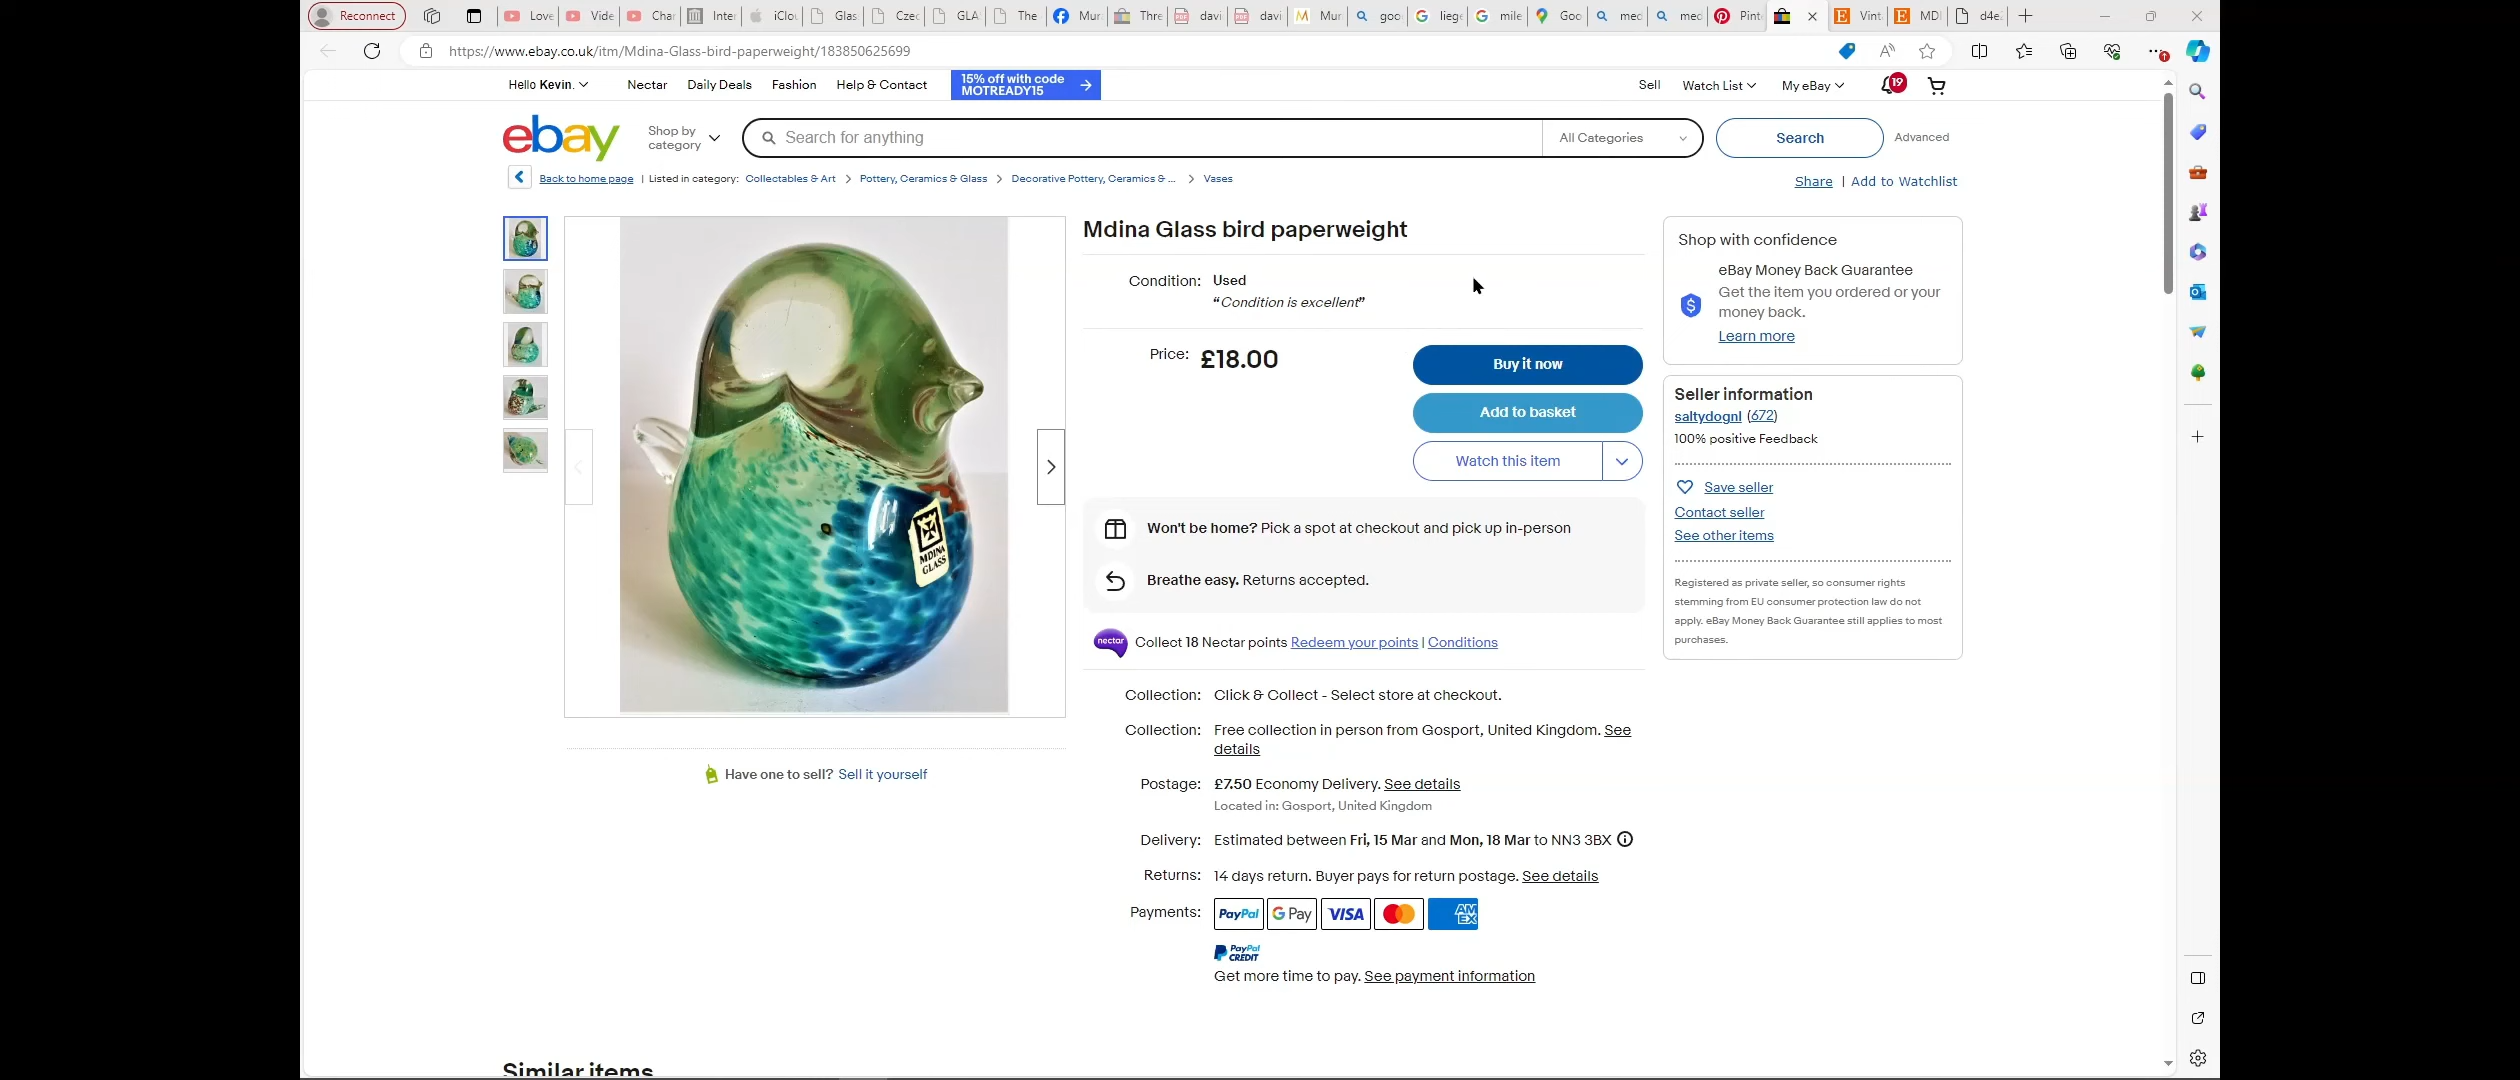 Reconnect
Love
Vide
Char
Inter
iClou
Glas
Czec
GLA
The
Mur
Thre
davi
davi
Mur
goo
lieg
mile
Goo
med
med
Pint
Vint
MDI
d4e
https://www.ebay.co.uk/itm/Mdina-Glass-bird-paperweight/183850625699
Hello Kevin.
Nectar
Daily Deals
Fashion
Help & Contact
15% off with code
MOTREADY15
Sell
Watch List
My eBay
19
ebay
Shop by
category
Search for anything
All Categories
Search
Advanced
Back to home page | Listed in category: Collectables & Art > Pottery, Ceramics & Glass > Decorative Pottery, Ceramics & ... > Vases
Share | Add to Watchlist
Mdina Glass bird paperweight
Condition: Used
"Condition is excellent"
Price: £18.00
Buy it now
Add to basket
Watch this item
MDINA
GLASS
Won't be home? Pick a spot at checkout and pick up in-person
Breathe easy. Returns accepted.
nectar
Collect 18 Nectar points Redeem your points | Conditions
Collection: Click & Collect - Select store at checkout.
Collection: Free collection in person from Gosport, United Kingdom. See
details
Postage: £7.50 Economy Delivery. See details
Located in: Gosport, United Kingdom
Delivery: Estimated between Fri, 15 Mar and Mon, 18 Mar to NN3 3BX
Returns: 14 days return. Buyer pays for return postage. See details
Payments: PayPal G Pay VISA AM
EX
PayPal
CREDIT
Get more time to pay. See payment information
Have one to sell? Sell it yourself
Shop with confidence
eBay Money Back Guarantee
Get the item you ordered or your
money back.
Learn more
Seller information
saltydognl (672)
100% positive Feedback
Save seller
Contact seller
See other items
Registered as private seller, so consumer rights
stemming from EU consumer protection law do not
apply. eBay Money Back Guarantee still applies to most
purchases.
Similar items